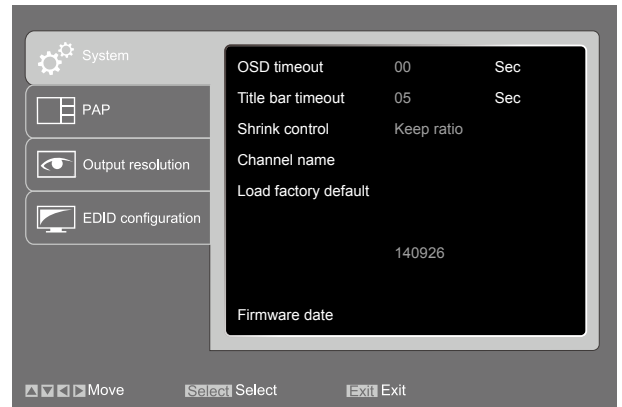 System
PAP
Output resolution
EDID configuration
OSD timeout 00 Sec
Title bar timeout 05 Sec
Shrink control Keep ratio
Channel name
Load factory default
140926
Firmware date
Move Select Select Exit Exit